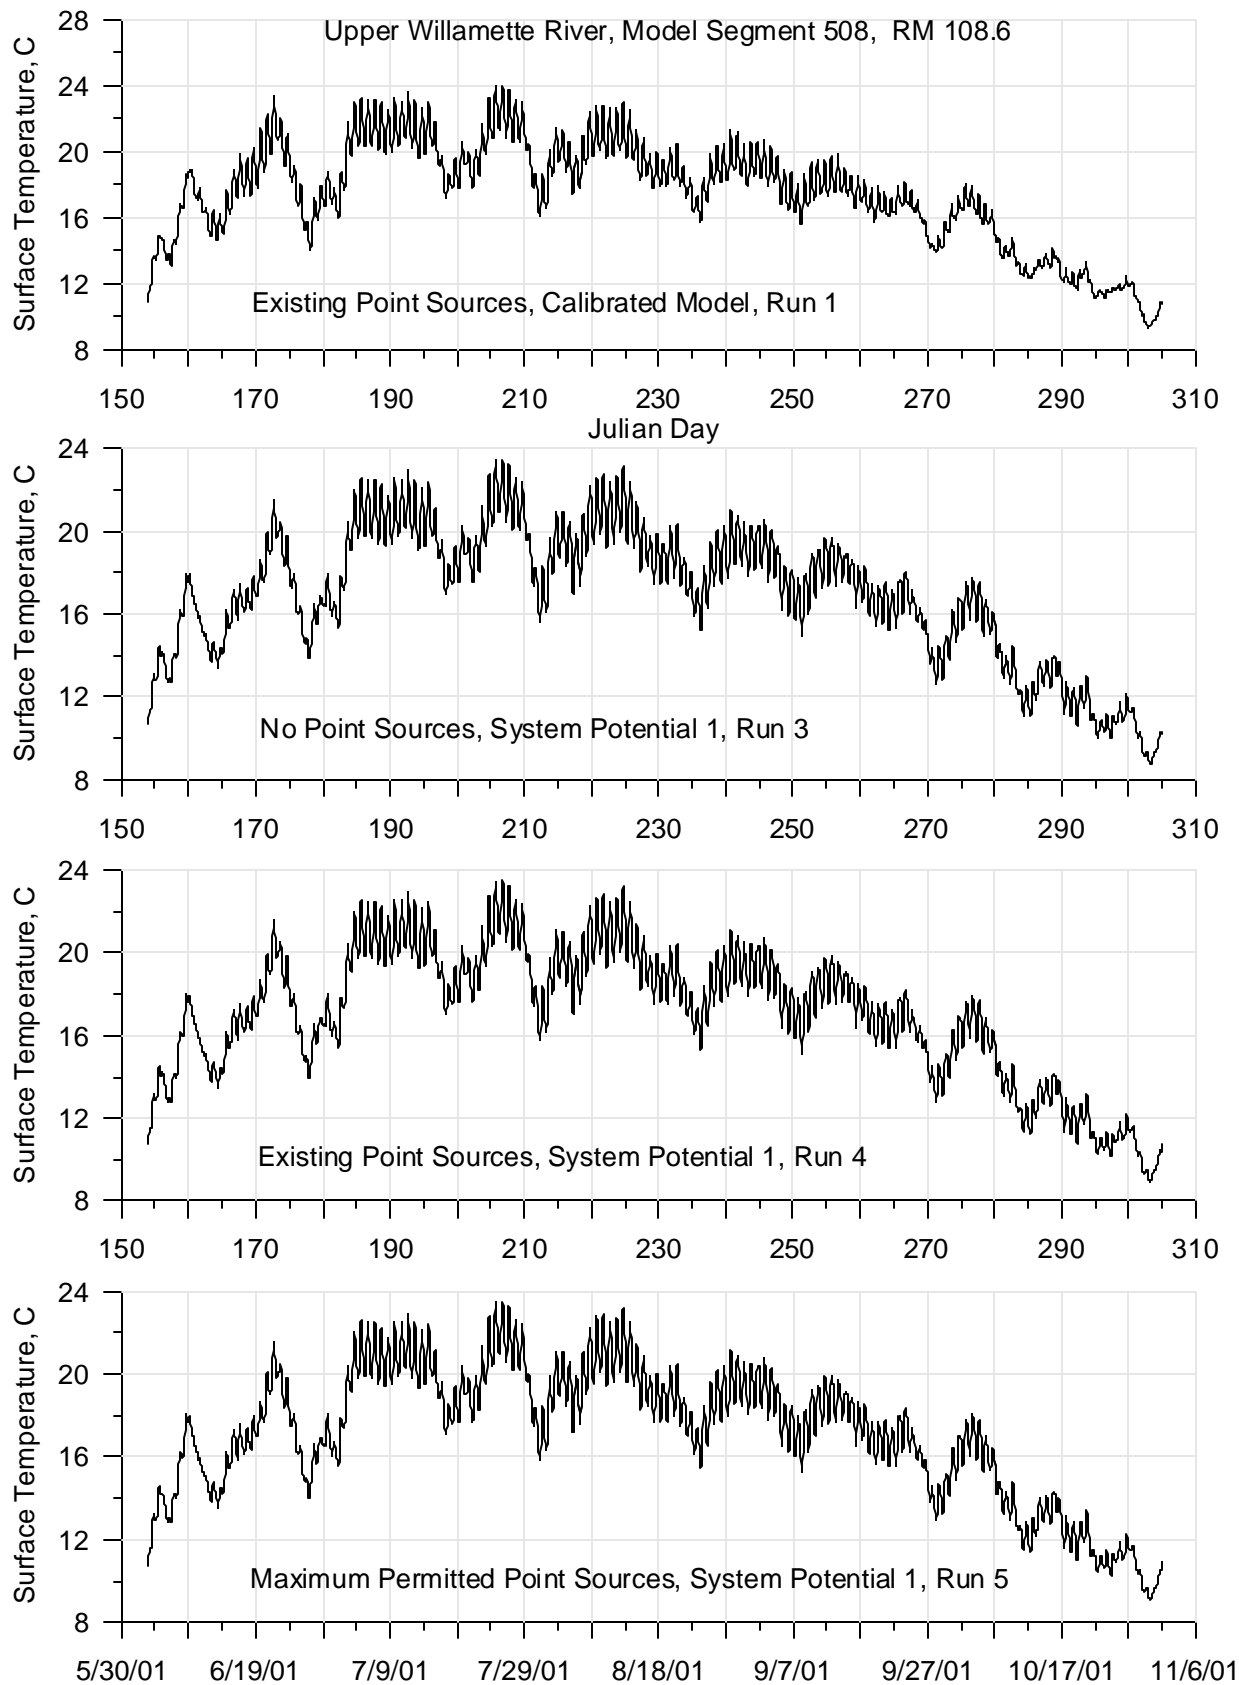 28
Upper Willamette River, Model Segment 508,  RM 108.6
24
20
16
12
8
Surface Temperature, C
Existing Point Sources, Calibrated Model, Run 1
150 170 190 210 230 250 270 290 310
Julian Day
24
20
16
12
8
Surface Temperature, C
No Point Sources, System Potential 1, Run 3
150 170 190 210 230 250 270 290 310
24
20
16
12
8
Surface Temperature, C
Existing Point Sources, System Potential 1, Run 4
150 170 190 210 230 250 270 290 310
24
20
16
12
8
Surface Temperature, C
Maximum Permitted Point Sources, System Potential 1, Run 5
5/30/01 6/19/01 7/9/01 7/29/01 8/18/01 9/7/01 9/27/01 10/17/01 11/6/01